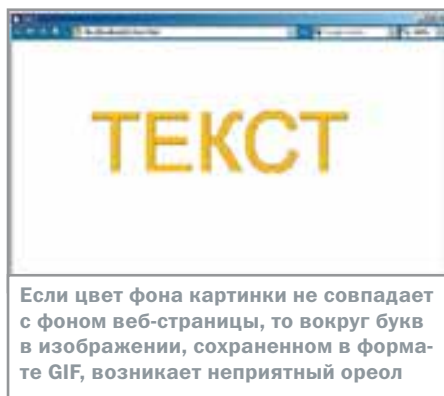 ТЕКСТ
Если цвет фона картинки не совпадает
с фоном веб-страницы, то вокруг букв
в изображении, сохраненном в форма-
те GIF, возникает неприятный ореол